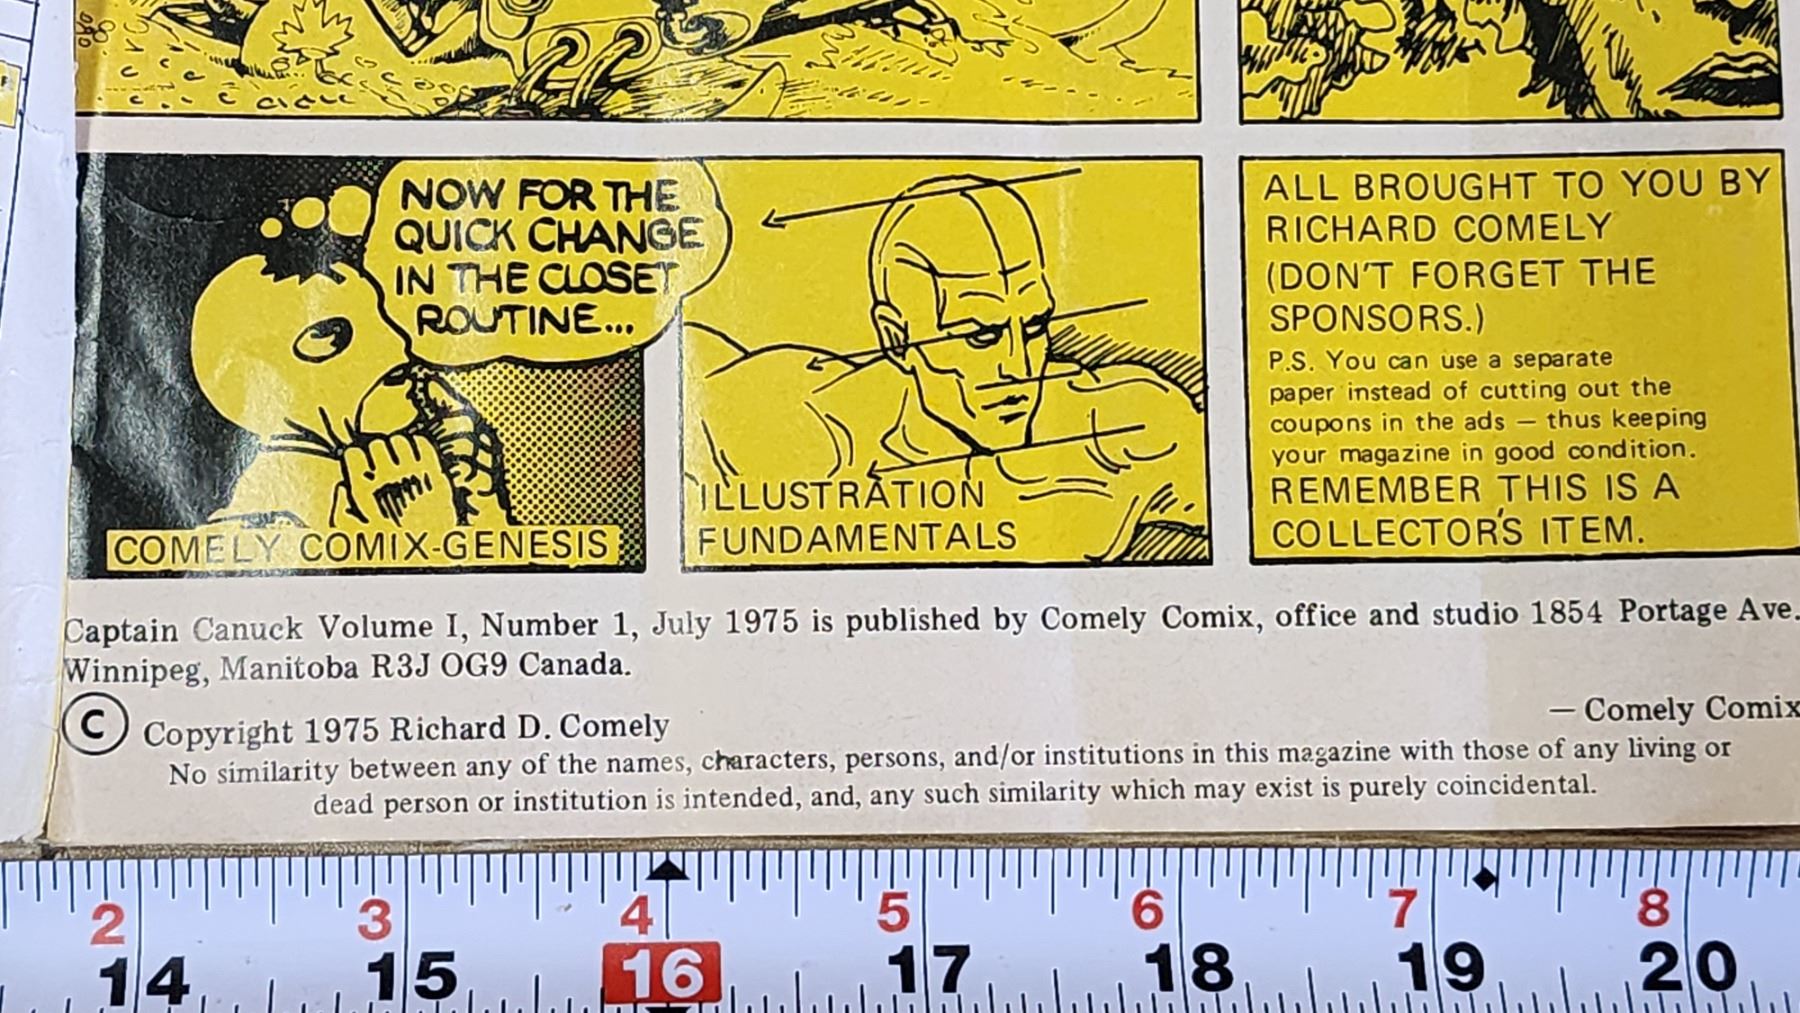 NOW FOR THE
QUICK CHANGE
IN THE CLOSET
ROUTINE...
COMELY COMIX-GENESIS
ILLUSTRATION
FUNDAMENTALS
ALL BROUGHT TO YOU BY
RICHARD COMELY
(DON'T FORGET THE
SPONSORS.)
P.S. You can use a separate
paper instead of cutting out the
coupons in the ads — thus keeping
your magazine in good condition.
REMEMBER THIS IS A
COLLECTOR'S ITEM.
Captain Canuck Volume I, Number 1, July 1975 is published by Comely Comix, office and studio 1854 Portage Ave.
Winnipeg, Manitoba R3J OG9 Canada.
— Comely Comix
© Copyright 1975 Richard D. Comely
No similarity between any of the names, characters, persons, and/or institutions in this magazine with those of any living or
dead person or institution is intended, and, any such similarity which may exist is purely coincidental.
2 3 4 5 6 7 8
14 15 16 17 18 19 20